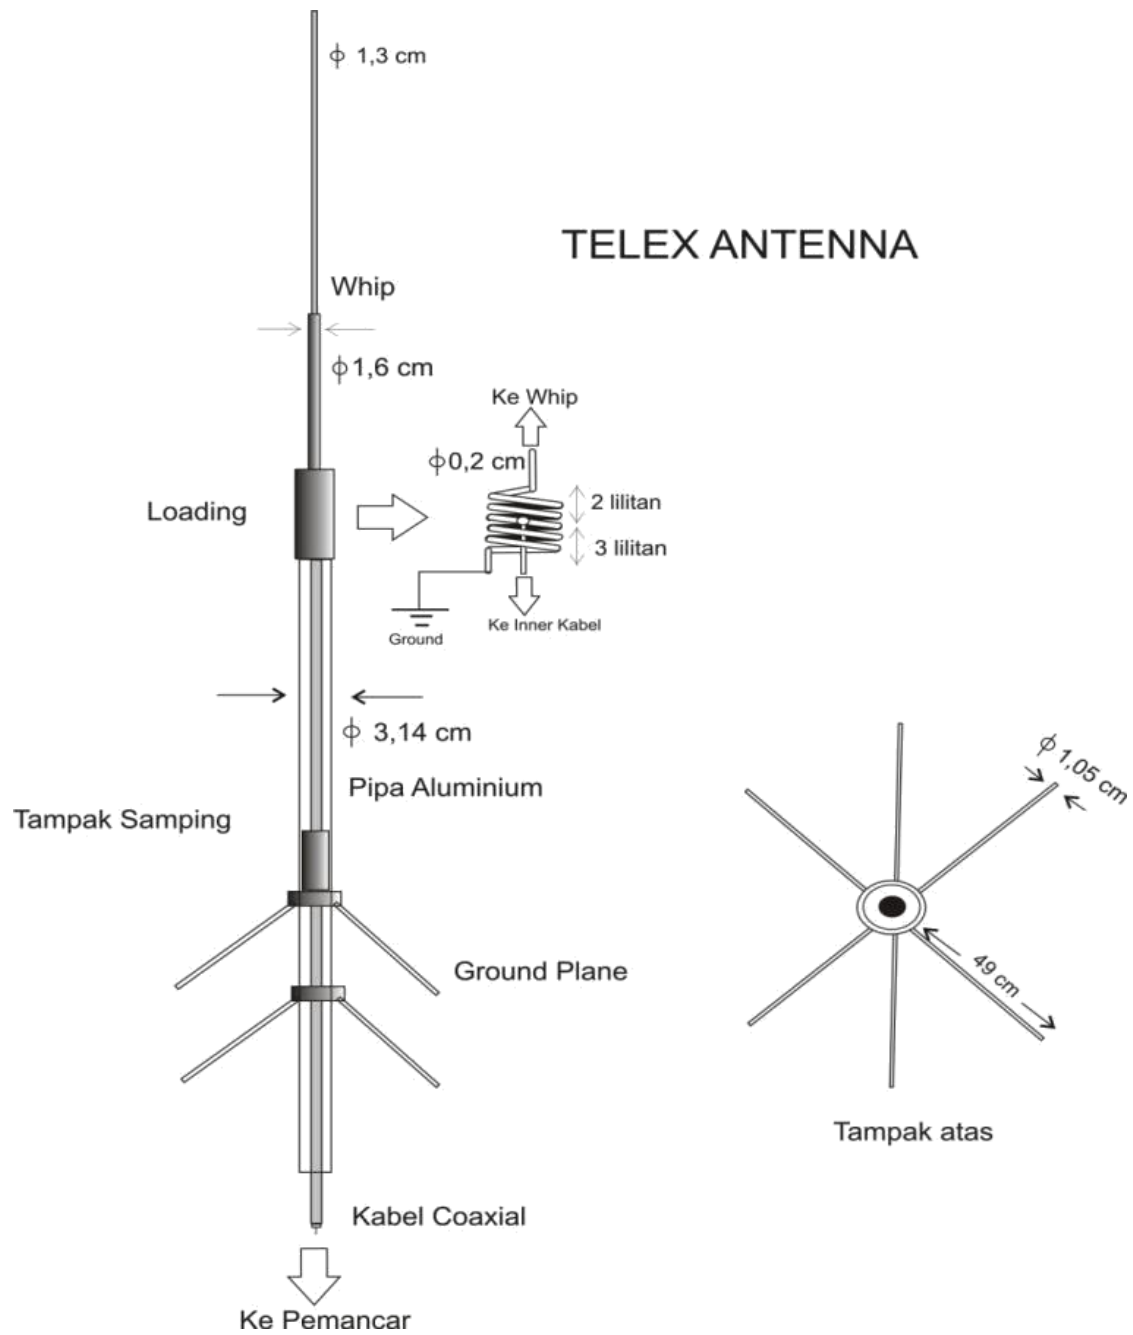 ϕ 1,3 cm
TELEX ANTENNA
Whip
ϕ 1,6 cm
Ke Whip
ϕ 0,2 cm
Loading
2 lilitan
3 lilitan
Ground
Ke Inner Kabel
ϕ 3,14 cm
Pipa Aluminium
ϕ 1,05 cm
Tampak Samping
Ground Plane
49 cm
Tampak atas
Kabel Coaxial
Ke Pemancar